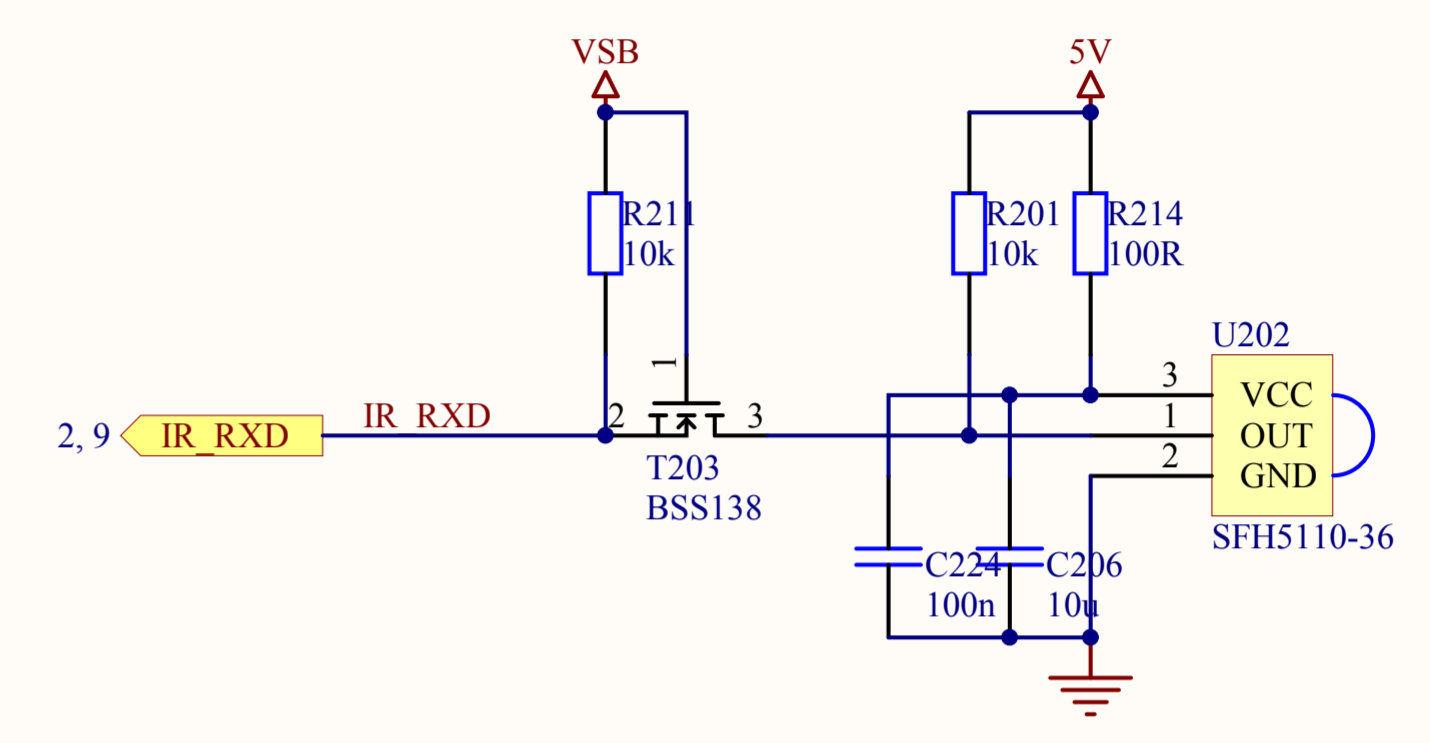 VSB
5V
R211
10k
R201
10k
R214
100R
U202
1
3
VCC
2, 9
IR_RXD
IR_RXD
2
3
1
OUT
2
GND
T203
BSS138
SFH5110-36
C224
100n
C206
10u